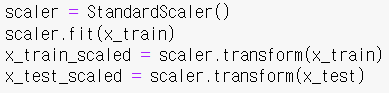 scaler = StandardScaler()
scaler.fit(x_train)
x_train_scaled = scaler.transform(x_train)
x_test_scaled = scaler.transform(x_test)